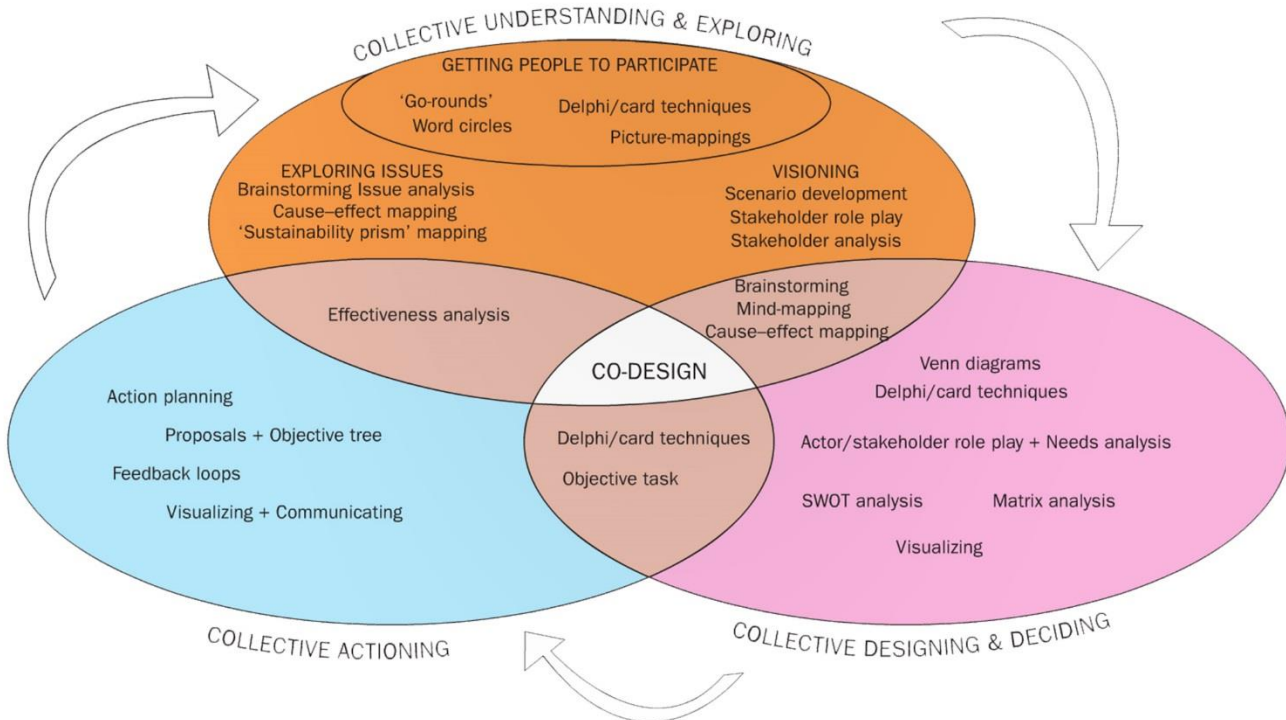 COLLECTIVE UNDERSTANDING & EXPLORING
GETTING PEOPLE TO PARTICIPATE
‘Go-rounds’
Delphi/card techniques
Word circles
Picture-mappings
EXPLORING ISSUES
Brainstorming Issue analysis
Cause–effect mapping
‘Sustainability prism’ mapping
VISIONING
Scenario development
Stakeholder role play
Stakeholder analysis
Effectiveness analysis
Brainstorming
Mind-mapping
Cause–effect mapping
CO-DESIGN
Action planning
Proposals + Objective tree
Feedback loops
Visualizing + Communicating
Delphi/card techniques
Objective task
Venn diagrams
Delphi/card techniques
Actor/stakeholder role play + Needs analysis
SWOT analysis
Matrix analysis
Visualizing
COLLECTIVE ACTIONING
COLLECTIVE DESIGNING & DECIDING